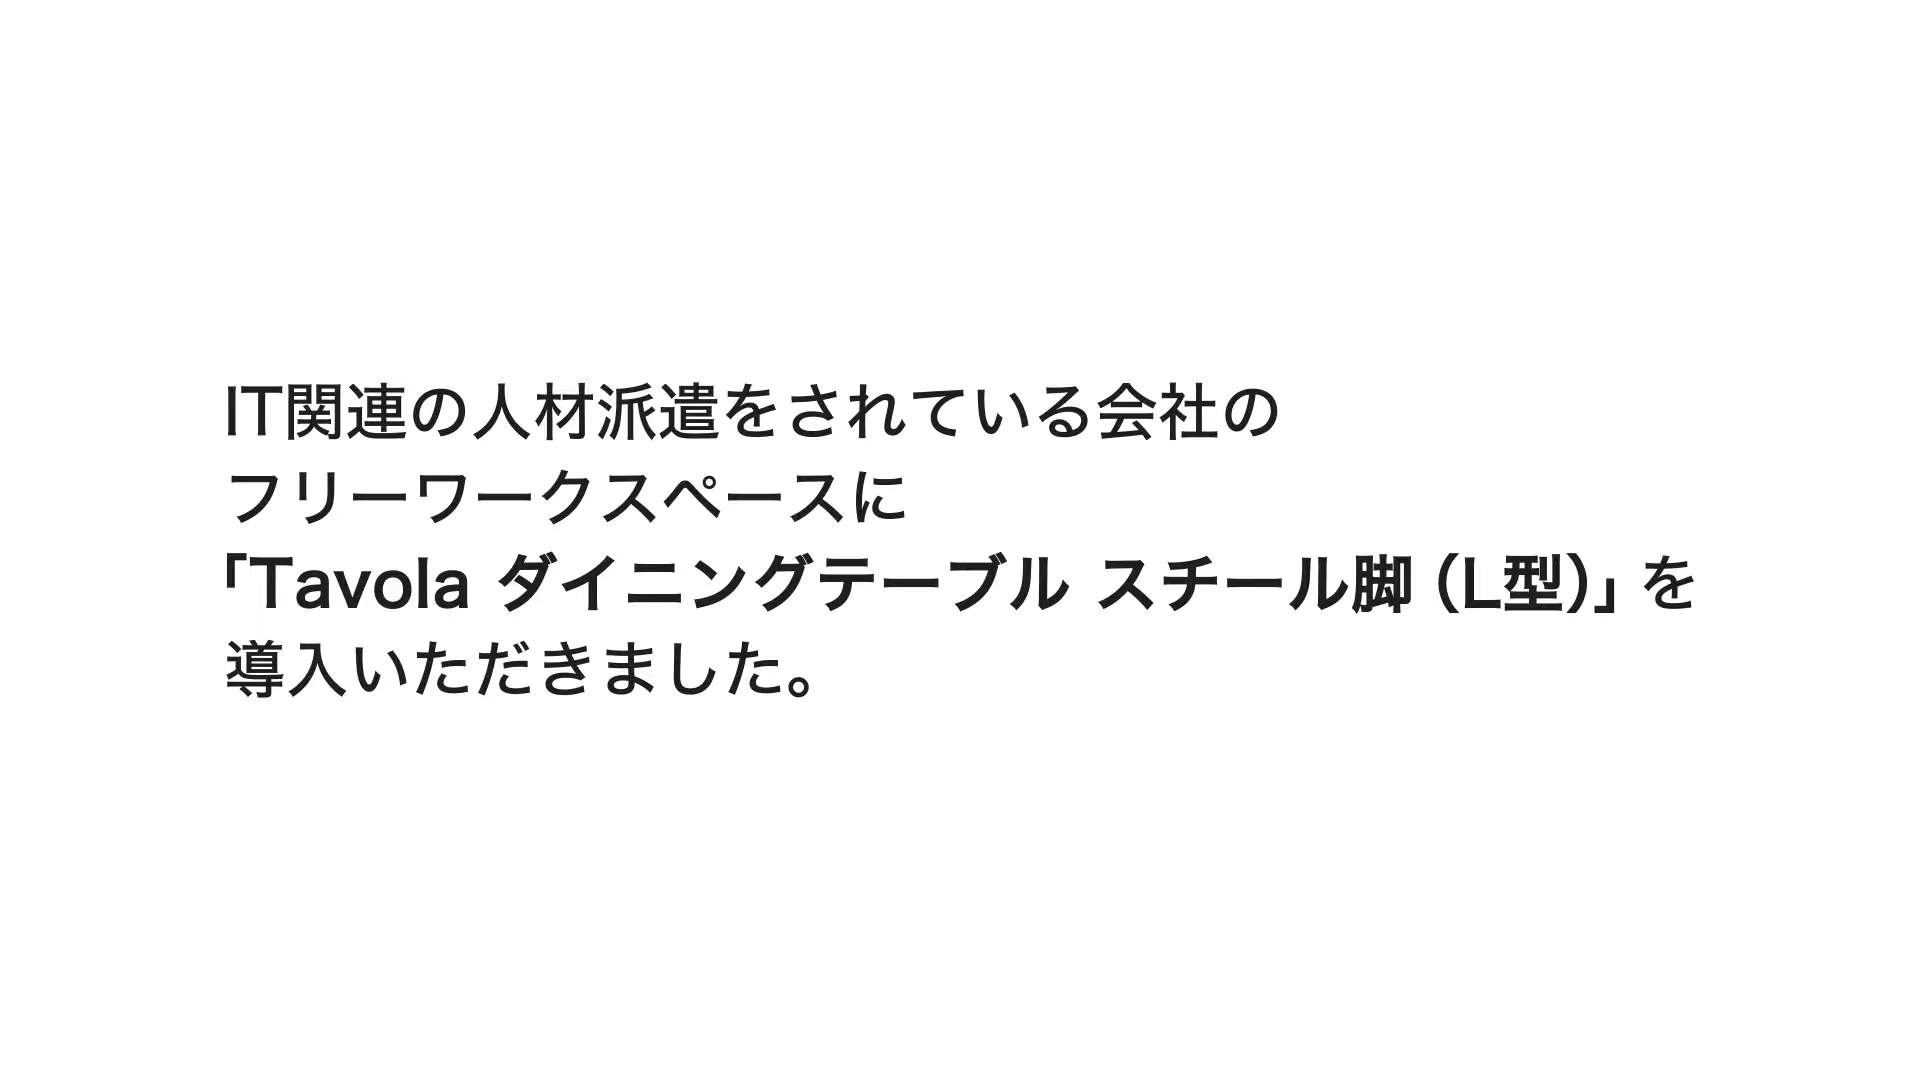 IT関連の人材派遣をされている会社の
フリーワークスペースに
「Tavola ダイニングテーブル スチール脚（L型）」を
導入いただきました。